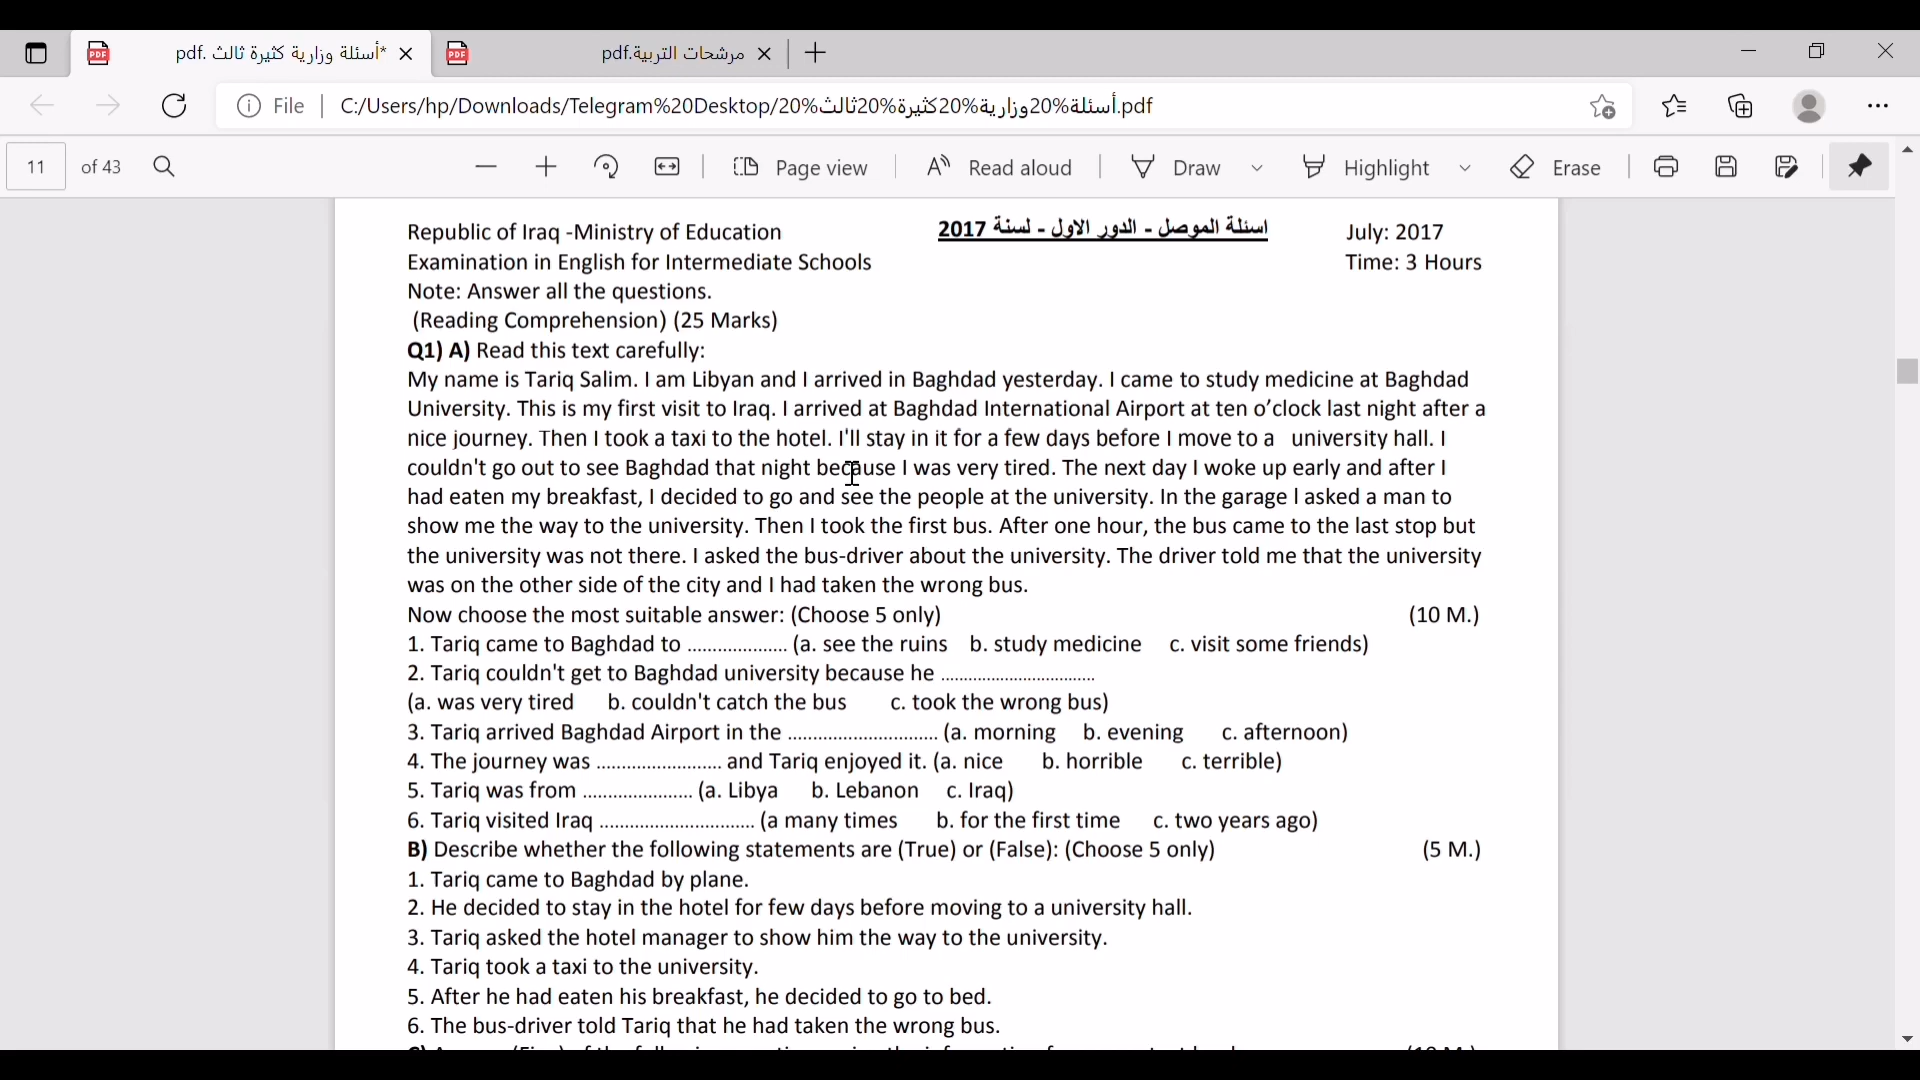 أسئلة وزارية كثيرة ثالث .pdf*
مرشحات التربية.pdf
File
C:/Users/hp/Downloads/Telegram%20Desktop/أسئلة%20وزارية%20كثيرة%20ثالث%20.pdf
11 of 43
Page view
Read aloud
Draw
Highlight
Erase
Republic of Iraq -Ministry of Education
اسئلة الموصل - الدور الاول - لسنة 2017
July: 2017
Examination in English for Intermediate Schools
Time: 3 Hours
Note: Answer all the questions.
(Reading Comprehension) (25 Marks)
Q1) A) Read this text carefully:
My name is Tariq Salim. I am Libyan and I arrived in Baghdad yesterday. I came to study medicine at Baghdad
University. This is my first visit to Iraq. I arrived at Baghdad International Airport at ten o’clock last night after a
nice journey. Then I took a taxi to the hotel. I'll stay in it for a few days before I move to a university hall. I
couldn't go out to see Baghdad that night because I was very tired. The next day I woke up early and after I
had eaten my breakfast, I decided to go and see the people at the university. In the garage I asked a man to
show me the way to the university. Then I took the first bus. After one hour, the bus came to the last stop but
the university was not there. I asked the bus-driver about the university. The driver told me that the university
was on the other side of the city and I had taken the wrong bus.
Now choose the most suitable answer: (Choose 5 only) (10 M.)
1. Tariq came to Baghdad to .................... (a. see the ruins b. study medicine c. visit some friends)
2. Tariq couldn't get to Baghdad university because he ...............................
(a. was very tired b. couldn't catch the bus c. took the wrong bus)
3. Tariq arrived Baghdad Airport in the .............................. (a. morning b. evening c. afternoon)
4. The journey was ......................... and Tariq enjoyed it. (a. nice b. horrible c. terrible)
5. Tariq was from ...................... (a. Libya b. Lebanon c. Iraq)
6. Tariq visited Iraq ............................... (a many times b. for the first time c. two years ago)
B) Describe whether the following statements are (True) or (False): (Choose 5 only) (5 M.)
1. Tariq came to Baghdad by plane.
2. He decided to stay in the hotel for few days before moving to a university hall.
3. Tariq asked the hotel manager to show him the way to the university.
4. Tariq took a taxi to the university.
5. After he had eaten his breakfast, he decided to go to bed.
6. The bus-driver told Tariq that he had taken the wrong bus.